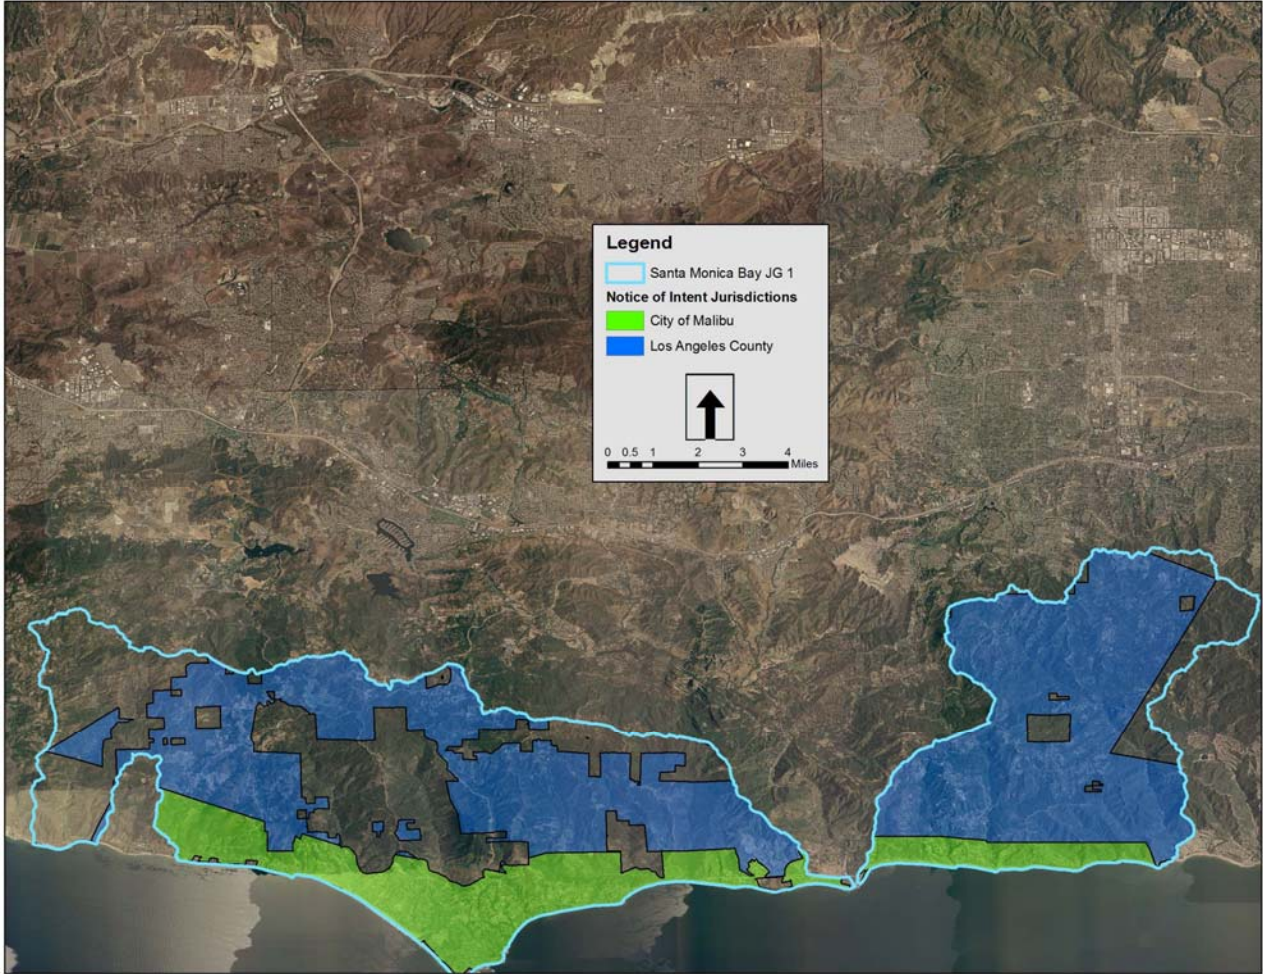 Legend
Santa Monica Bay JG 1
Notice of Intent Jurisdictions
City of Malibu
Los Angeles County
0 0.5 1 2 3 4
Miles